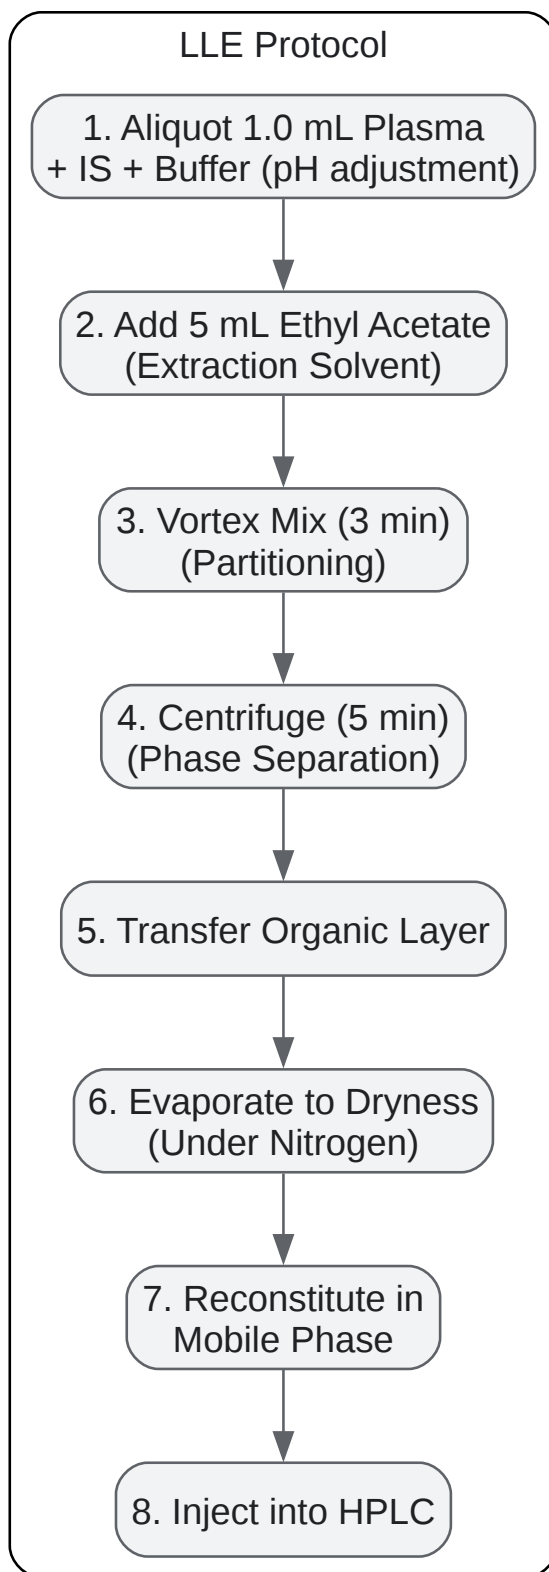 LLE Protocol
1. Aliquot 1.0 mL Plasma
+ IS + Buffer (pH adjustment)
2. Add 5 mL Ethyl Acetate
(Extraction Solvent)
3. Vortex Mix (3 min)
(Partitioning)
4. Centrifuge (5 min)
(Phase Separation)
5. Transfer Organic Layer
6. Evaporate to Dryness
(Under Nitrogen)
7. Reconstitute in
Mobile Phase
8. Inject into HPLC